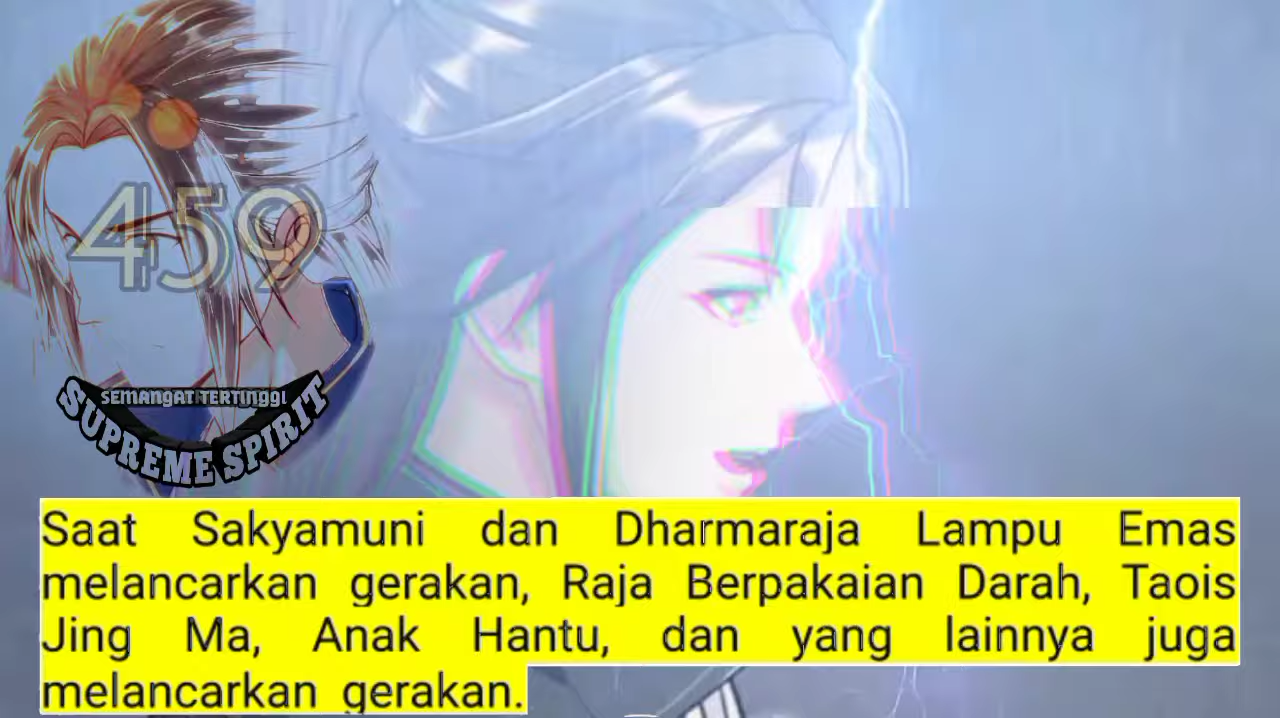 459
SEMANGAT TERTINGGI
SUPREME SPIRIT
Saat Sakyamuni dan Dharmaraja Lampu Emas
melancarkan gerakan, Raja Berpakaian Darah, Taois
Jing Ma, Anak Hantu, dan yang lainnya juga
melancarkan gerakan.